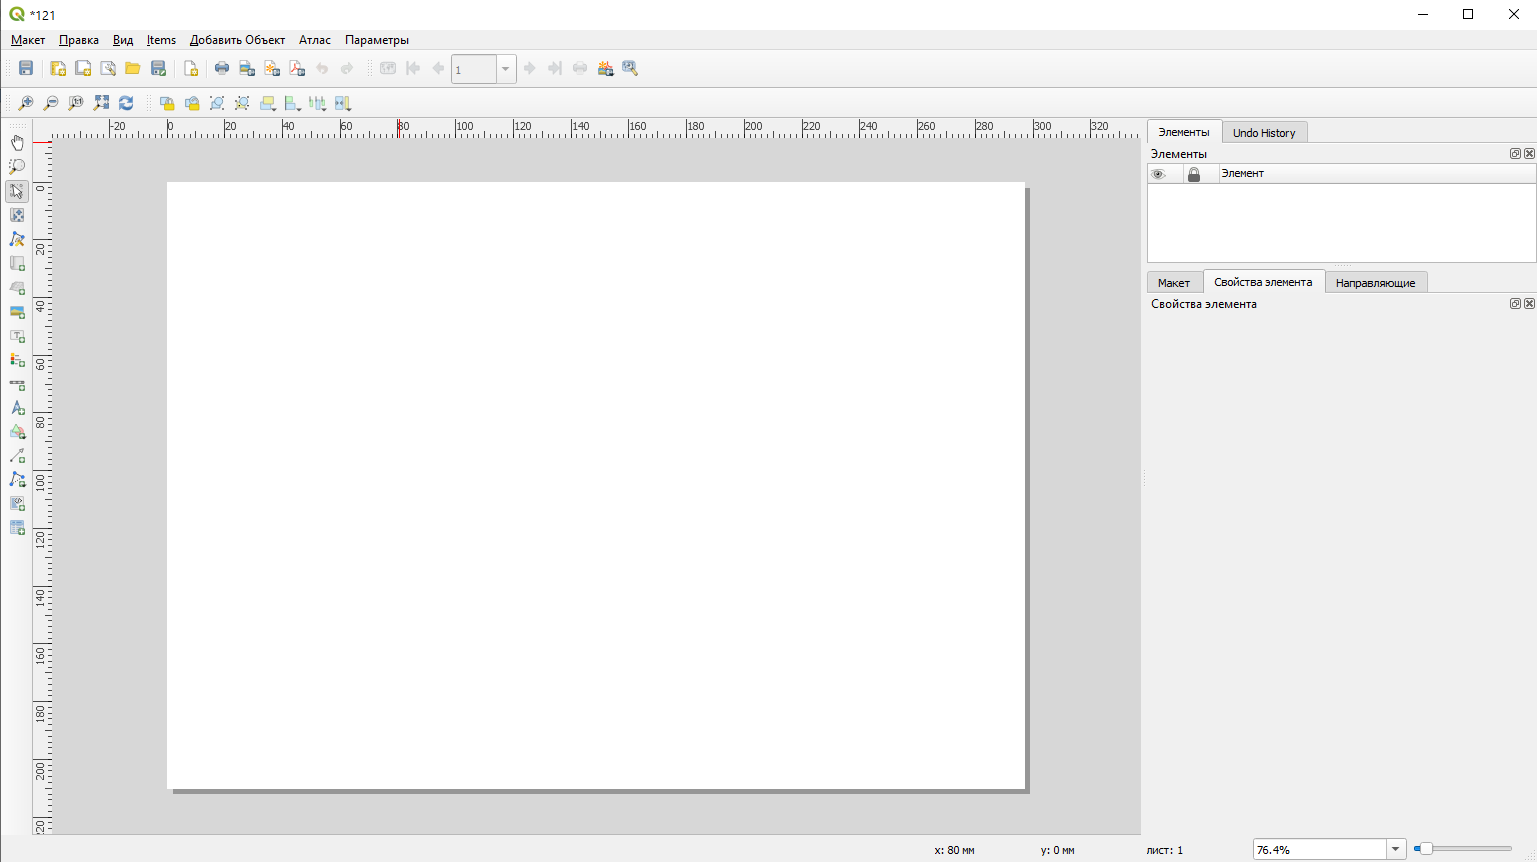 *121
Макет Правка Вид Items Добавить Объект Атлас Параметры
1
-20 0 20 40 60 80 100 120 140 160 180 200 220 240 260 280 300 320
0
20
40
60
80
100
120
140
160
180
200
220
Элементы Undo History
Элементы
Элемент
Макет Свойства элемента Направляющие
Свойства элемента
x: 80 мм y: 0 мм лист: 1 76.4%